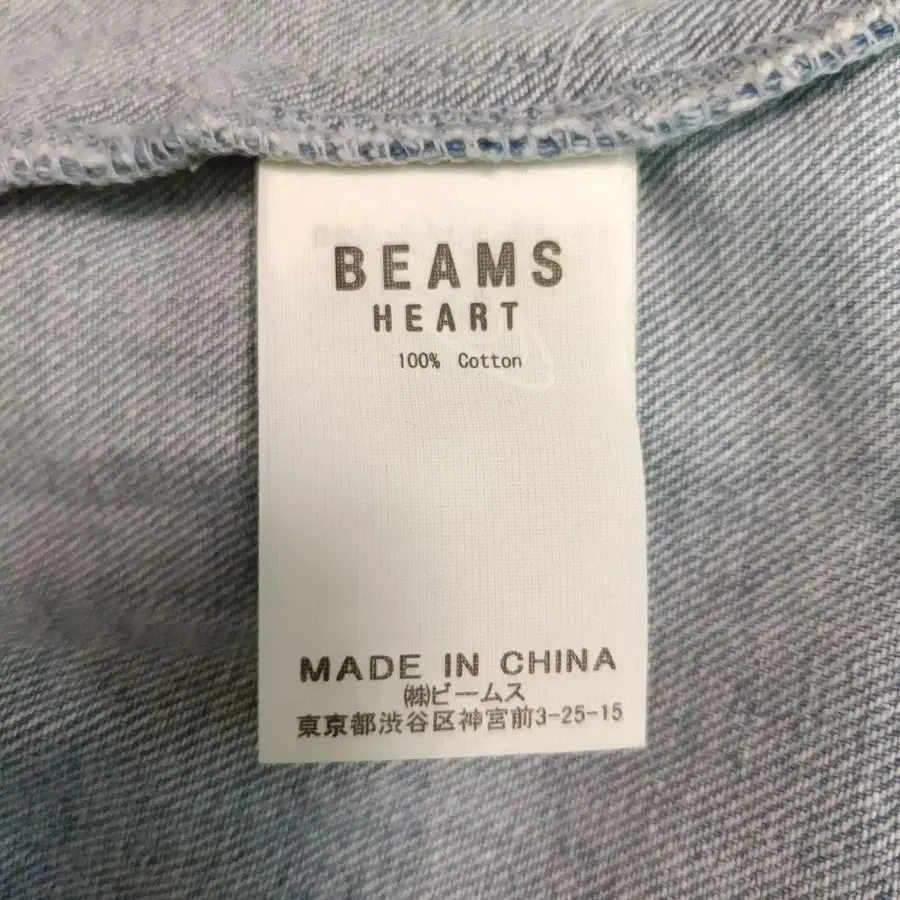 BEAMS
HEART
100% Cotton
MADE IN CHINA
㈱ビームス
東京都渋谷区神宮前3-25-15